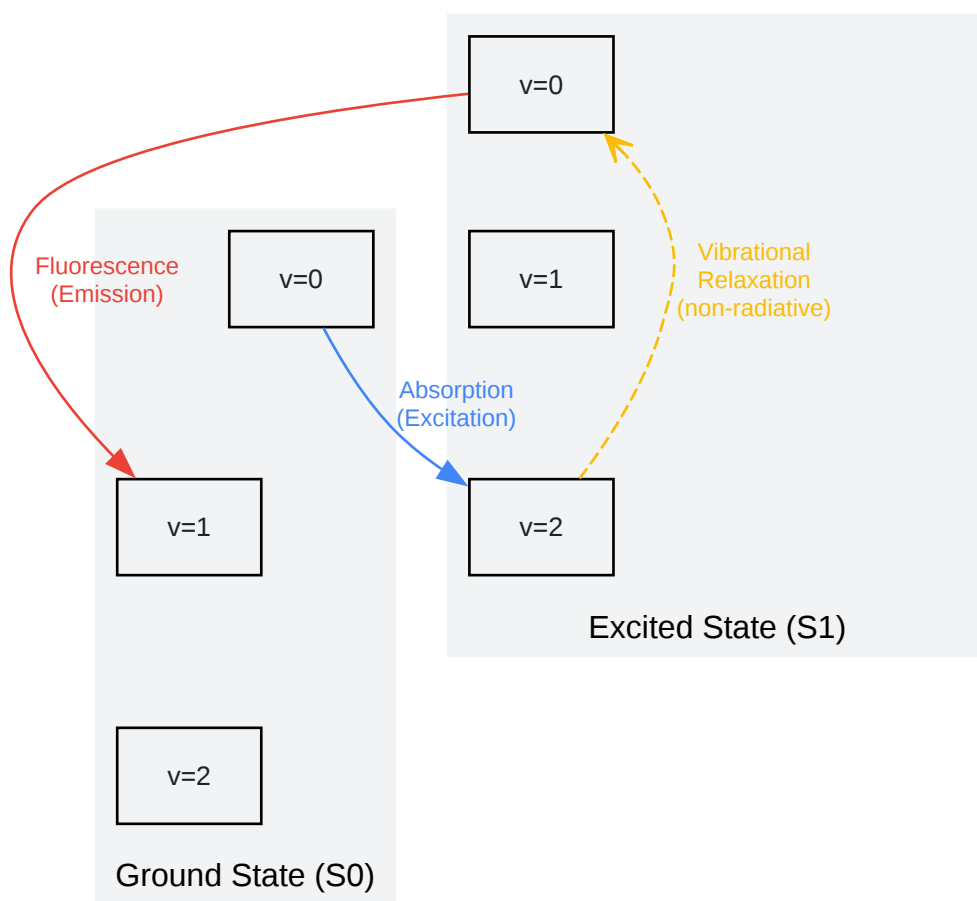 v=0
Fluorescence
(Emission)
v=0
v=1
Vibrational
Relaxation
(non-radiative)
Absorption
(Excitation)
v=1
v=2
Excited State (S1)
v=2
Ground State (S0)